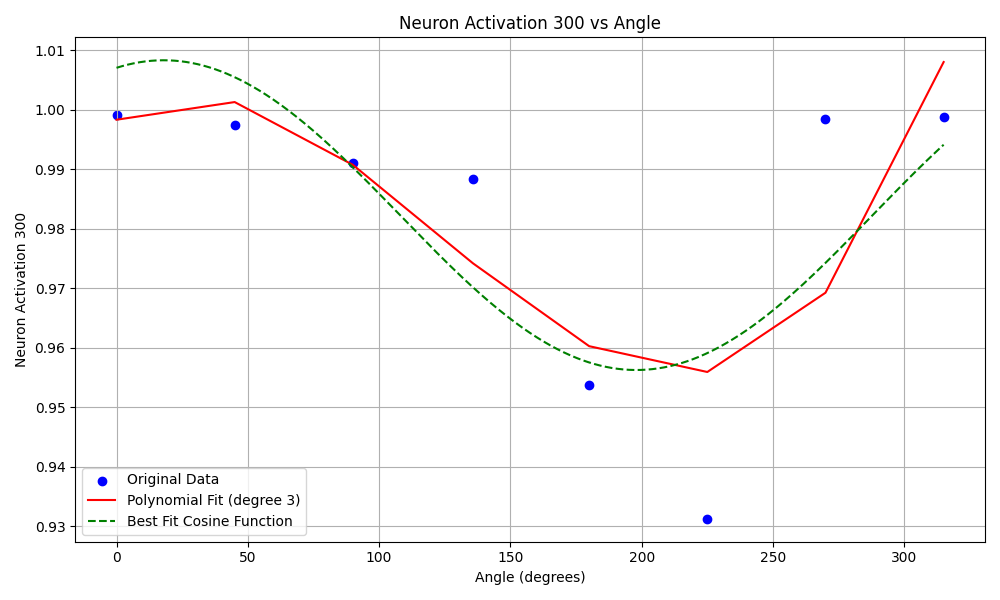 Neuron Activation 300 vs Angle
Neuron Activation 300
1.01
1.00
0.99
0.98
0.97
0.96
0.95
0.94
0.93
Original Data
Polynomial Fit (degree 3)
Best Fit Cosine Function
0 50 100 150 200 250 300
Angle (degrees)